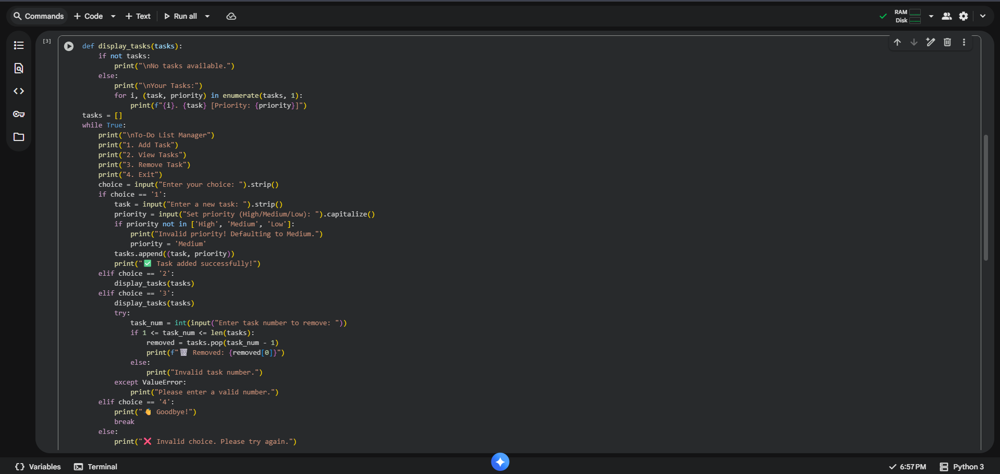 Commands + Code + Text Run all
RAM
Disk
[3]
def display_tasks(tasks):
    if not tasks:
        print("\nNo tasks available.")
    else:
        print("\nYour Tasks:")
        for i, (task, priority) in enumerate(tasks, 1):
            print(f"{i}. {task} [Priority: {priority}]")
tasks = []
while True:
    print("\nTo-Do List Manager")
    print("1. Add Task")
    print("2. View Tasks")
    print("3. Remove Task")
    print("4. Exit")
    choice = input("Enter your choice: ").strip()
    if choice == '1':
        task = input("Enter a new task: ").strip()
        priority = input("Set priority (High/Medium/Low): ").capitalize()
        if priority not in ['High', 'Medium', 'Low']:
            print("Invalid priority! Defaulting to Medium.")
            priority = 'Medium'
        tasks.append((task, priority))
        print("✅ Task added successfully!")
    elif choice == '2':
        display_tasks(tasks)
    elif choice == '3':
        display_tasks(tasks)
        try:
            task_num = int(input("Enter task number to remove: "))
            if 1 <= task_num <= len(tasks):
                removed = tasks.pop(task_num - 1)
                print(f"🗑 Removed: {removed[0]}")
            else:
                print("Invalid task number.")
        except ValueError:
            print("Please enter a valid number.")
    elif choice == '4':
        print("👋 Goodbye!")
        break
    else:
        print("❌ Invalid choice. Please try again.")
{} Variables Terminal 6:57 PM Python 3